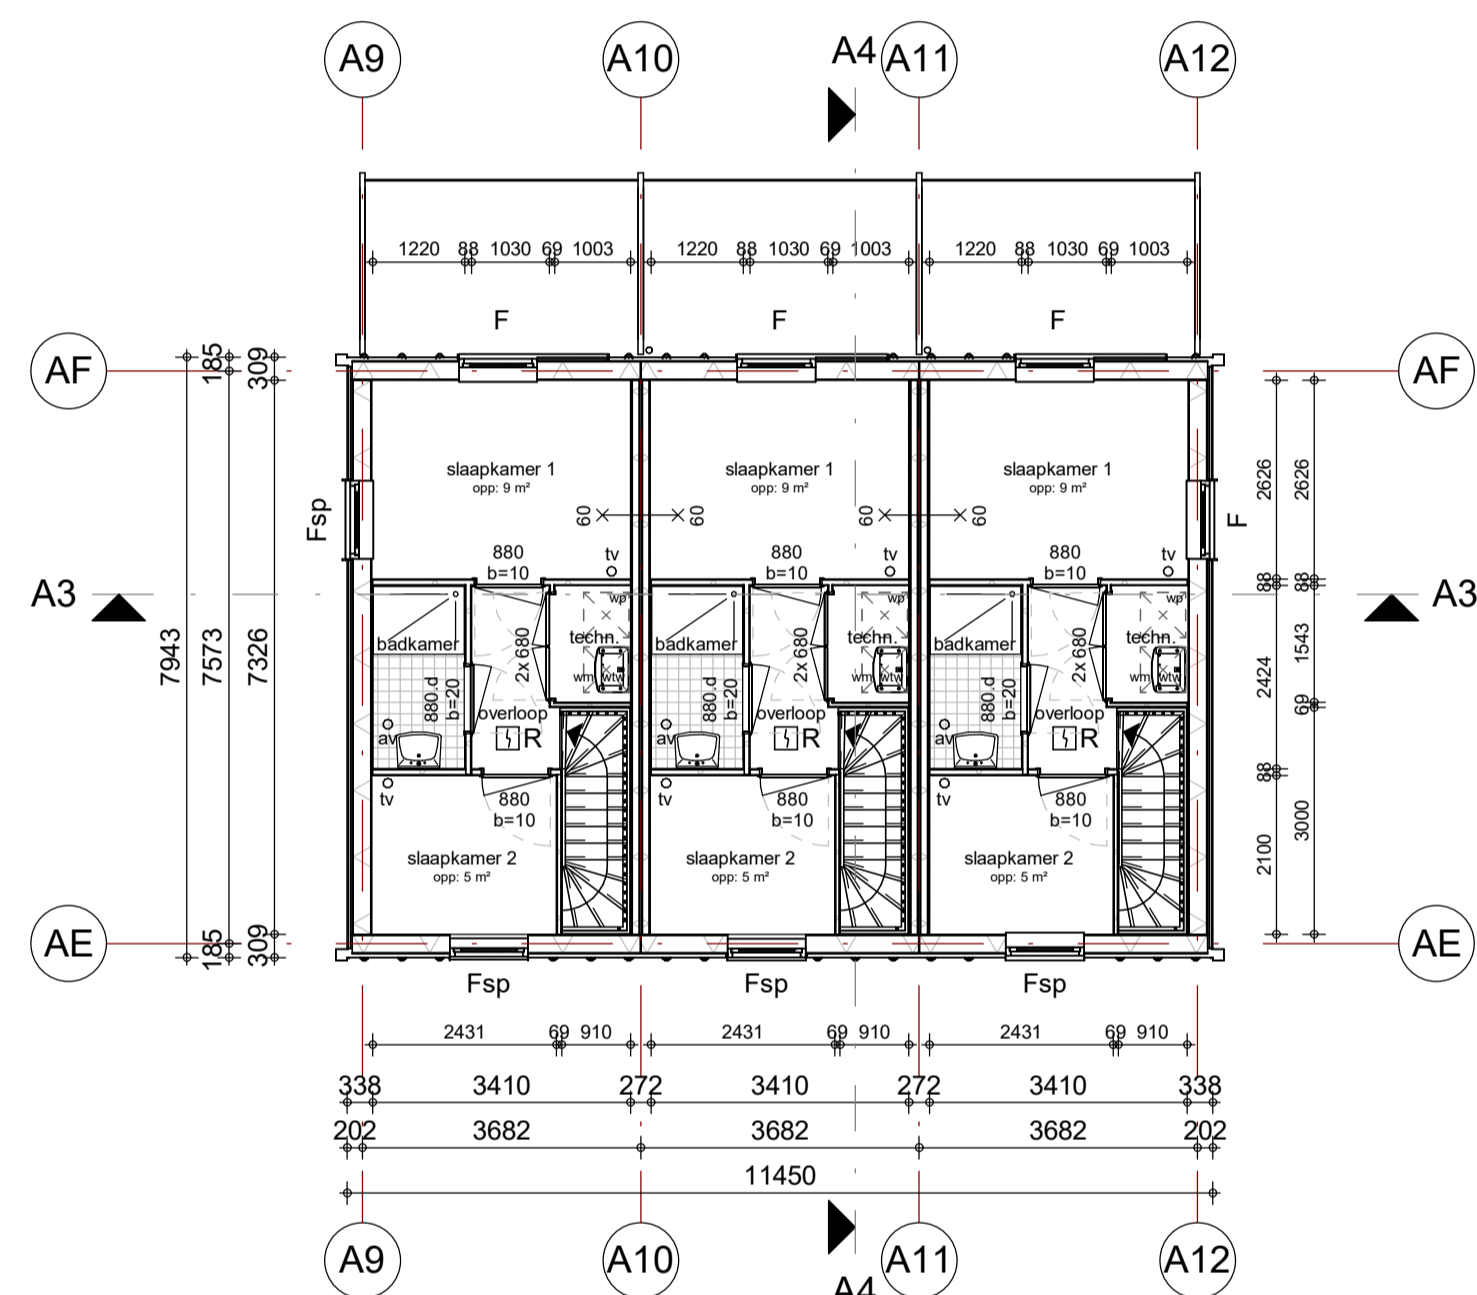 A9 A10 A4 A11 A12
1220 88 1030 69 1003 1220 88 1030 69 1003 1220 88 1030 69 1003
F F F
AF AF
185 309
slaapkamer 1 slaapkamer 1 slaapkamer 1
opp: 9 m² opp: 9 m² opp: 9 m²
2626 2626
Fsp 60 60 60 60 F
880 tv 880 tv 880 tv
b=10 b=10 b=10
88 88
A3 A3
wp wp wp
7943 7573 7326
badkamer techn. badkamer techn. badkamer techn.
2x 680 2x 680 2x 680
2424 1543
wm wtw wm wtw wm wtw
880.d 880.d 880.d
b=20 b=20 b=20
69
overloop overloop overloop
av R av R av R
88
tv 880 tv 880 tv 880
b=10 b=10 b=10
3000
slaapkamer 2 slaapkamer 2 slaapkamer 2
opp: 5 m² opp: 5 m² opp: 5 m²
2100
AE AE
185 309
Fsp Fsp Fsp
2431 69 910 2431 69 910 2431 69 910
338 3410 272 3410 272 3410 338
202 3682 3682 3682 202
11450
A9 A10 A4 A11 A12